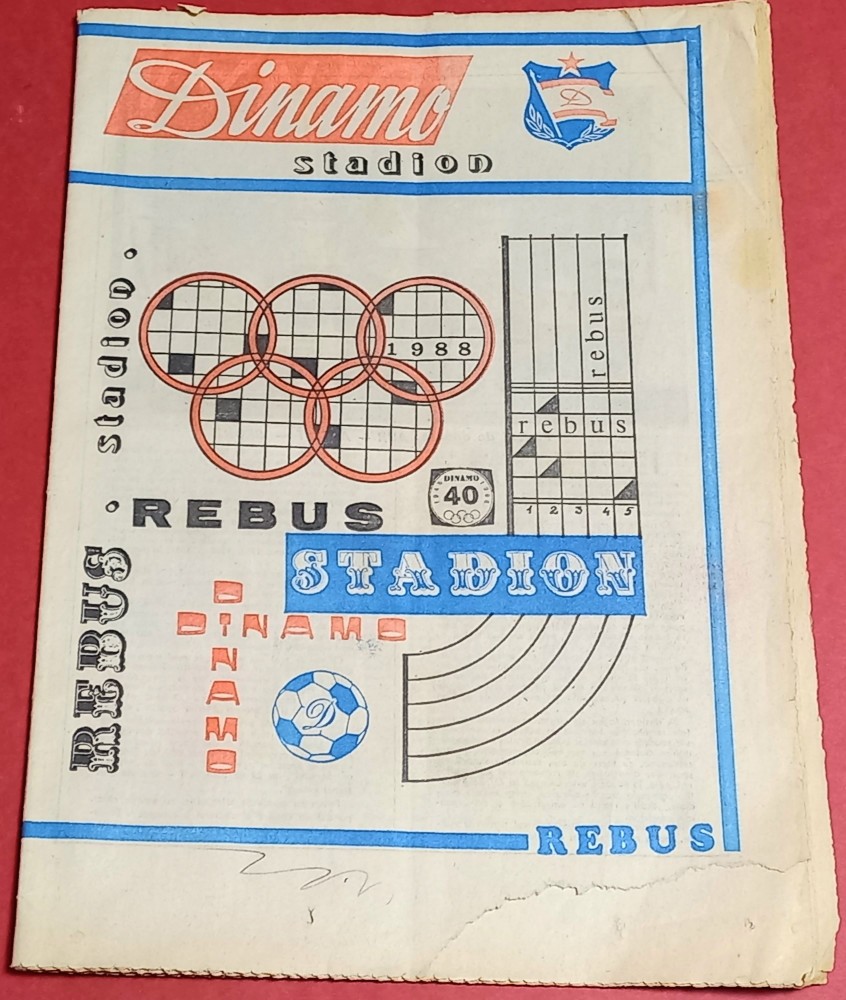 Dinamo
D
stadion
stadion.
1988
rebus
rebus
DINAMO
40
1 2 3 4 5
• REBUS
STADION
REBUS
DINAMO
DINAMO
D
REBUS